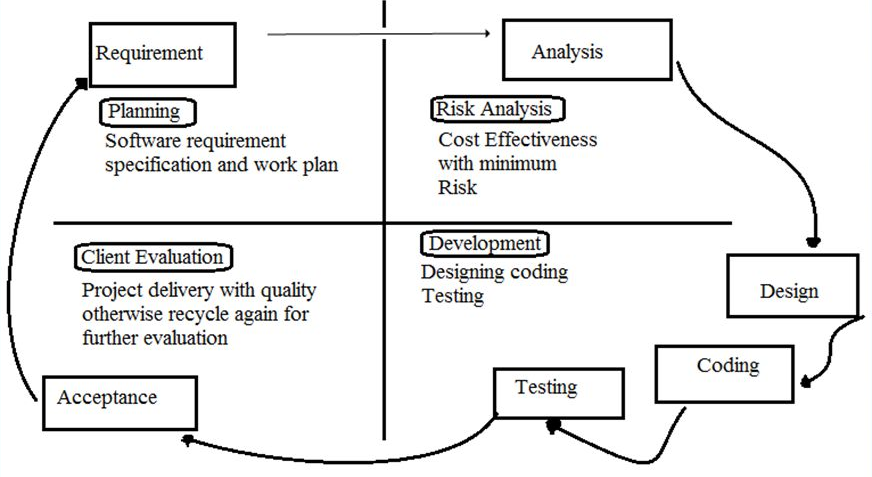 Requirement
Analysis
Planning
Software requirement
specification and work plan
Risk Analysis
Cost Effectiveness
with minimum
Risk
Client Evaluation
Project delivery with quality
otherwise recycle again for
further evaluation
Development
Designing coding
Testing
Design
Coding
Testing
Acceptance